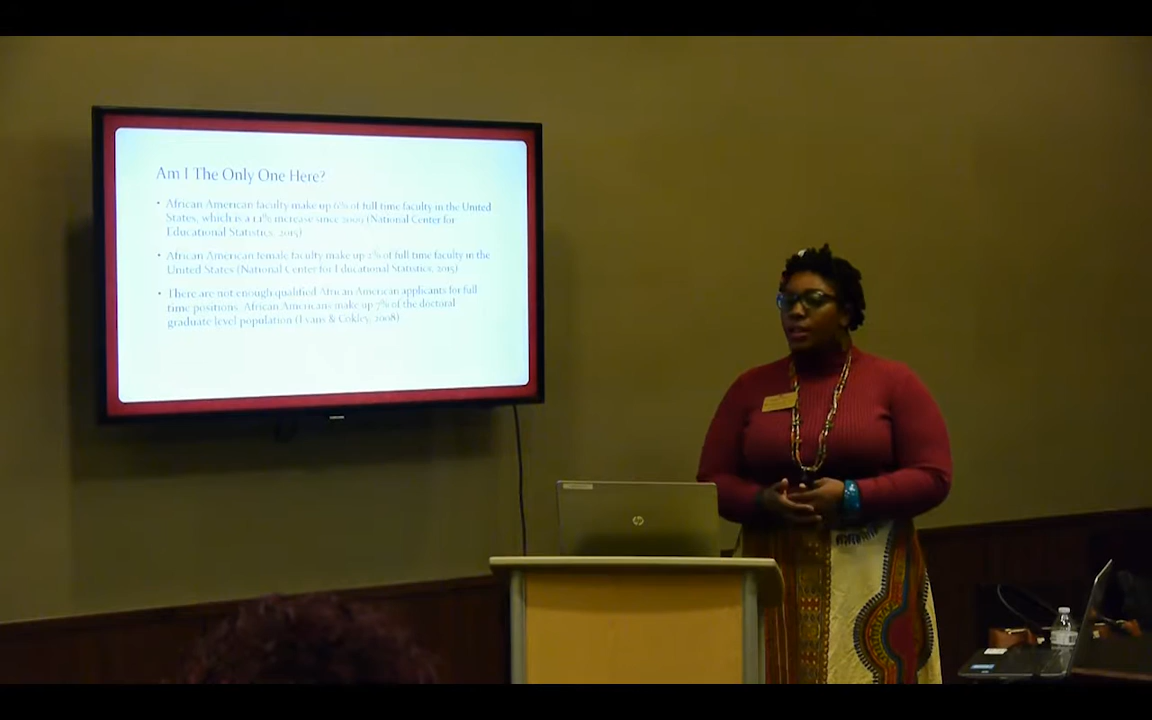 Am I The Only One Here?
• African American faculty make up 6% of full time faculty in the United
States, which is a 1.1% increase since 2009 (National Center for
Educational Statistics, 2015)
• African American female faculty make up 2% of full time faculty in the
United States (National Center for Educational Statistics, 2015)
• There are not enough qualified African American applicants for full
time positions. African Americans make up 7% of the doctoral
graduate level population (Evans & Cokley, 2008)
hp